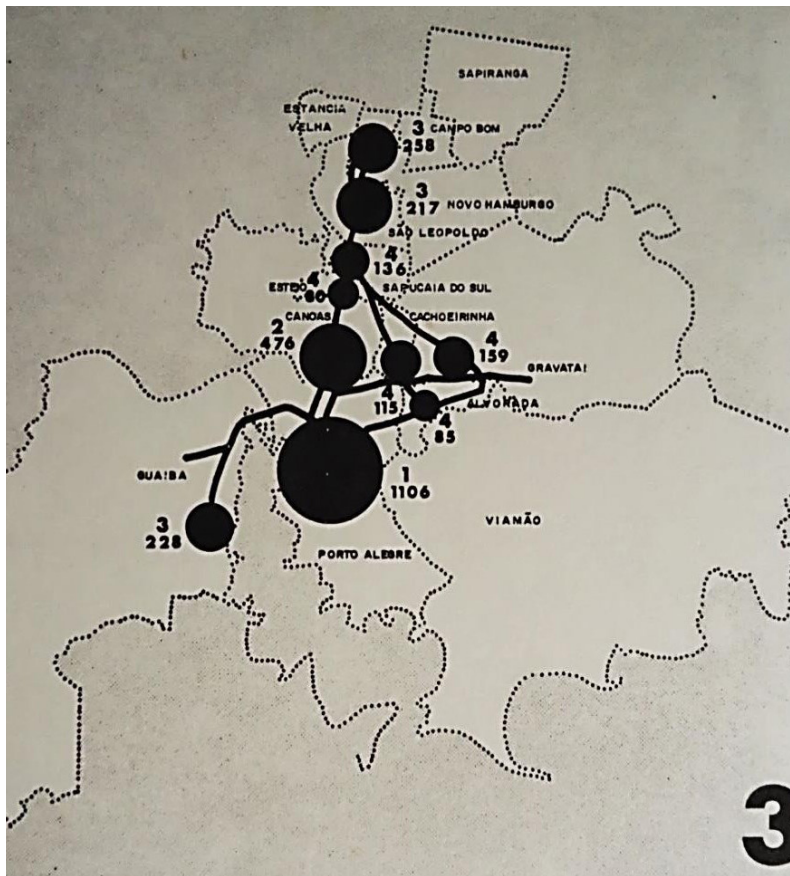 SAPIRANGA
ESTANCIA
VELHA
3 CAMPO BOM
258
3
217 NOVO HAMBURGO
SÃO LEOPOLDO
4
136
ESTEIO 4
80
SAPUCAIA DO SUL
CANOAS
CACHOEIRINHA
2
476
4
159
GRAVATAI
4
115
ALVORADA
4
85
GUAIBA
1
1106
3
228
VIAMÃO
PORTO ALEGRE
3